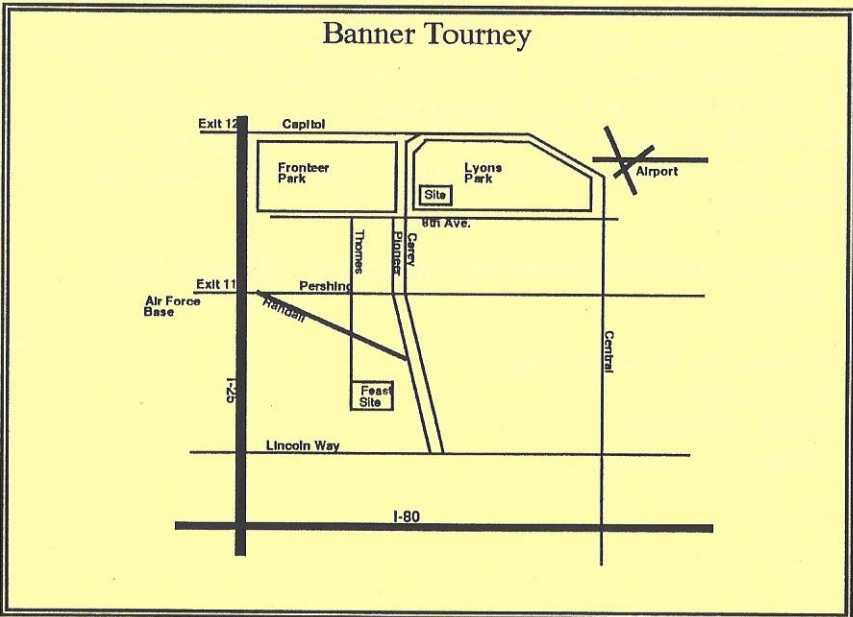 Banner Tourney
Exit 12
Capitol
Fronteer
Park
Lyons
Park
Airport
Site
8th Ave.
Thomes
Pioneer
Carey
Exit 11
Pershing
Air Force
Base
Randall
Central
I-25
Feast
Site
Lincoln Way
I-80